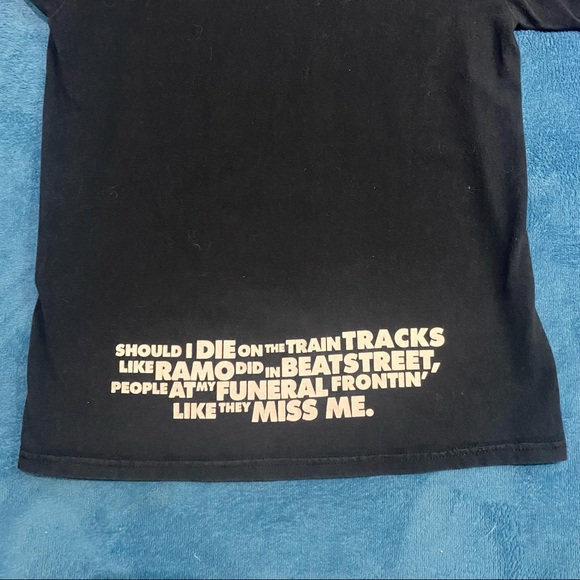 SHOULD I DIE ON THE TRAIN TRACKS
LIKE RAMO DID IN BEATSTREET,
PEOPLE AT MY FUNERAL FRONTIN'
LIKE THEY MISS ME.